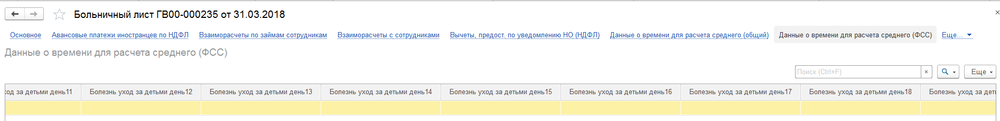 Больничный лист ГВ00-000235 от 31.03.2018
Основное Авансовые платежи иностранцев по НДФЛ Взаиморасчеты по займам сотрудникам Взаиморасчеты с сотрудниками Вычеты, предост. по уведомлению НО (НДФЛ) Данные о времени для расчета среднего (общий) Данные о времени для расчета среднего (ФСС) Еще...
Данные о времени для расчета среднего (ФСС)
Поиск (Ctrl+F) × Еще
ход за детьми день11 Болезнь уход за детьми день12 Болезнь уход за детьми день13 Болезнь уход за детьми день14 Болезнь уход за детьми день15 Болезнь уход за детьми день16 Болезнь уход за детьми день17 Болезнь уход за детьми день18 Болезнь уход за дет